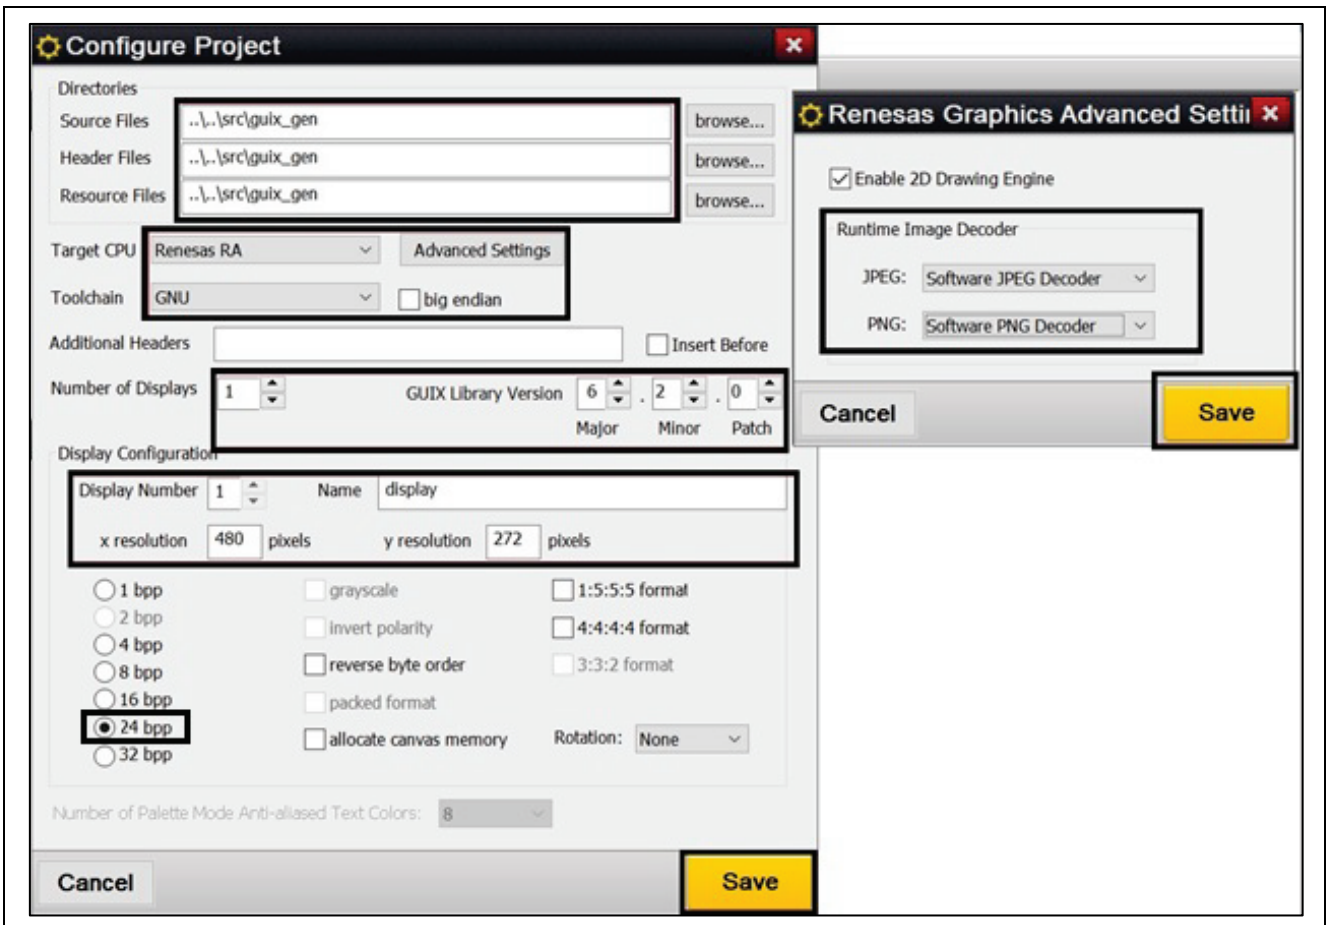 Configure Project
Directories
Source Files ..\..\src\guix_gen browse...
Header Files ..\..\src\guix_gen browse...
Resource Files ..\..\src\guix_gen browse...
Target CPU Renesas RA Advanced Settings
Toolchain GNU big endian
Additional Headers Insert Before
Number of Displays 1 GUIX Library Version 6 . 2 . 0
Major Minor Patch
Display Configuration
Display Number 1 Name display
x resolution 480 pixels y resolution 272 pixels
1 bpp grayscale 1:5:5:5 format
2 bpp invert polarity 4:4:4:4 format
4 bpp
8 bpp reverse byte order 3:3:2 format
16 bpp packed format
24 bpp allocate canvas memory Rotation: None
32 bpp
Number of Palette Mode Anti-aliased Text Colors: 8
Cancel Save
Renesas Graphics Advanced Setti
Enable 2D Drawing Engine
Runtime Image Decoder
JPEG: Software JPEG Decoder
PNG: Software PNG Decoder
Cancel Save